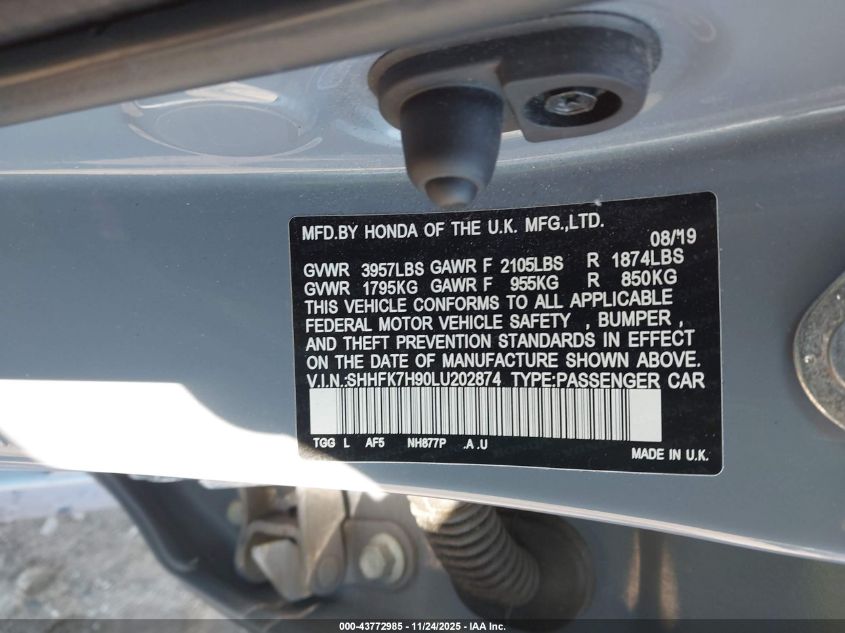 MFD.BY HONDA OF THE U.K. MFG.,LTD.
08/'19
GVWR 3957LBS GAWR F 2105LBS R 1874LBS
GVWR 1795KG GAWR F 955KG R 850KG
THIS VEHICLE CONFORMS TO ALL APPLICABLE
FEDERAL MOTOR VEHICLE SAFETY , BUMPER ,
AND THEFT PREVENTION STANDARDS IN EFFECT
ON THE DATE OF MANUFACTURE SHOWN ABOVE.
V.I.N.:SHHFK7H90LU202874 TYPE:PASSENGER CAR
TGG L AF5 NH877P .A .U
MADE IN U.K.
000-43772985 - 11/24/2025 - IAA Inc.